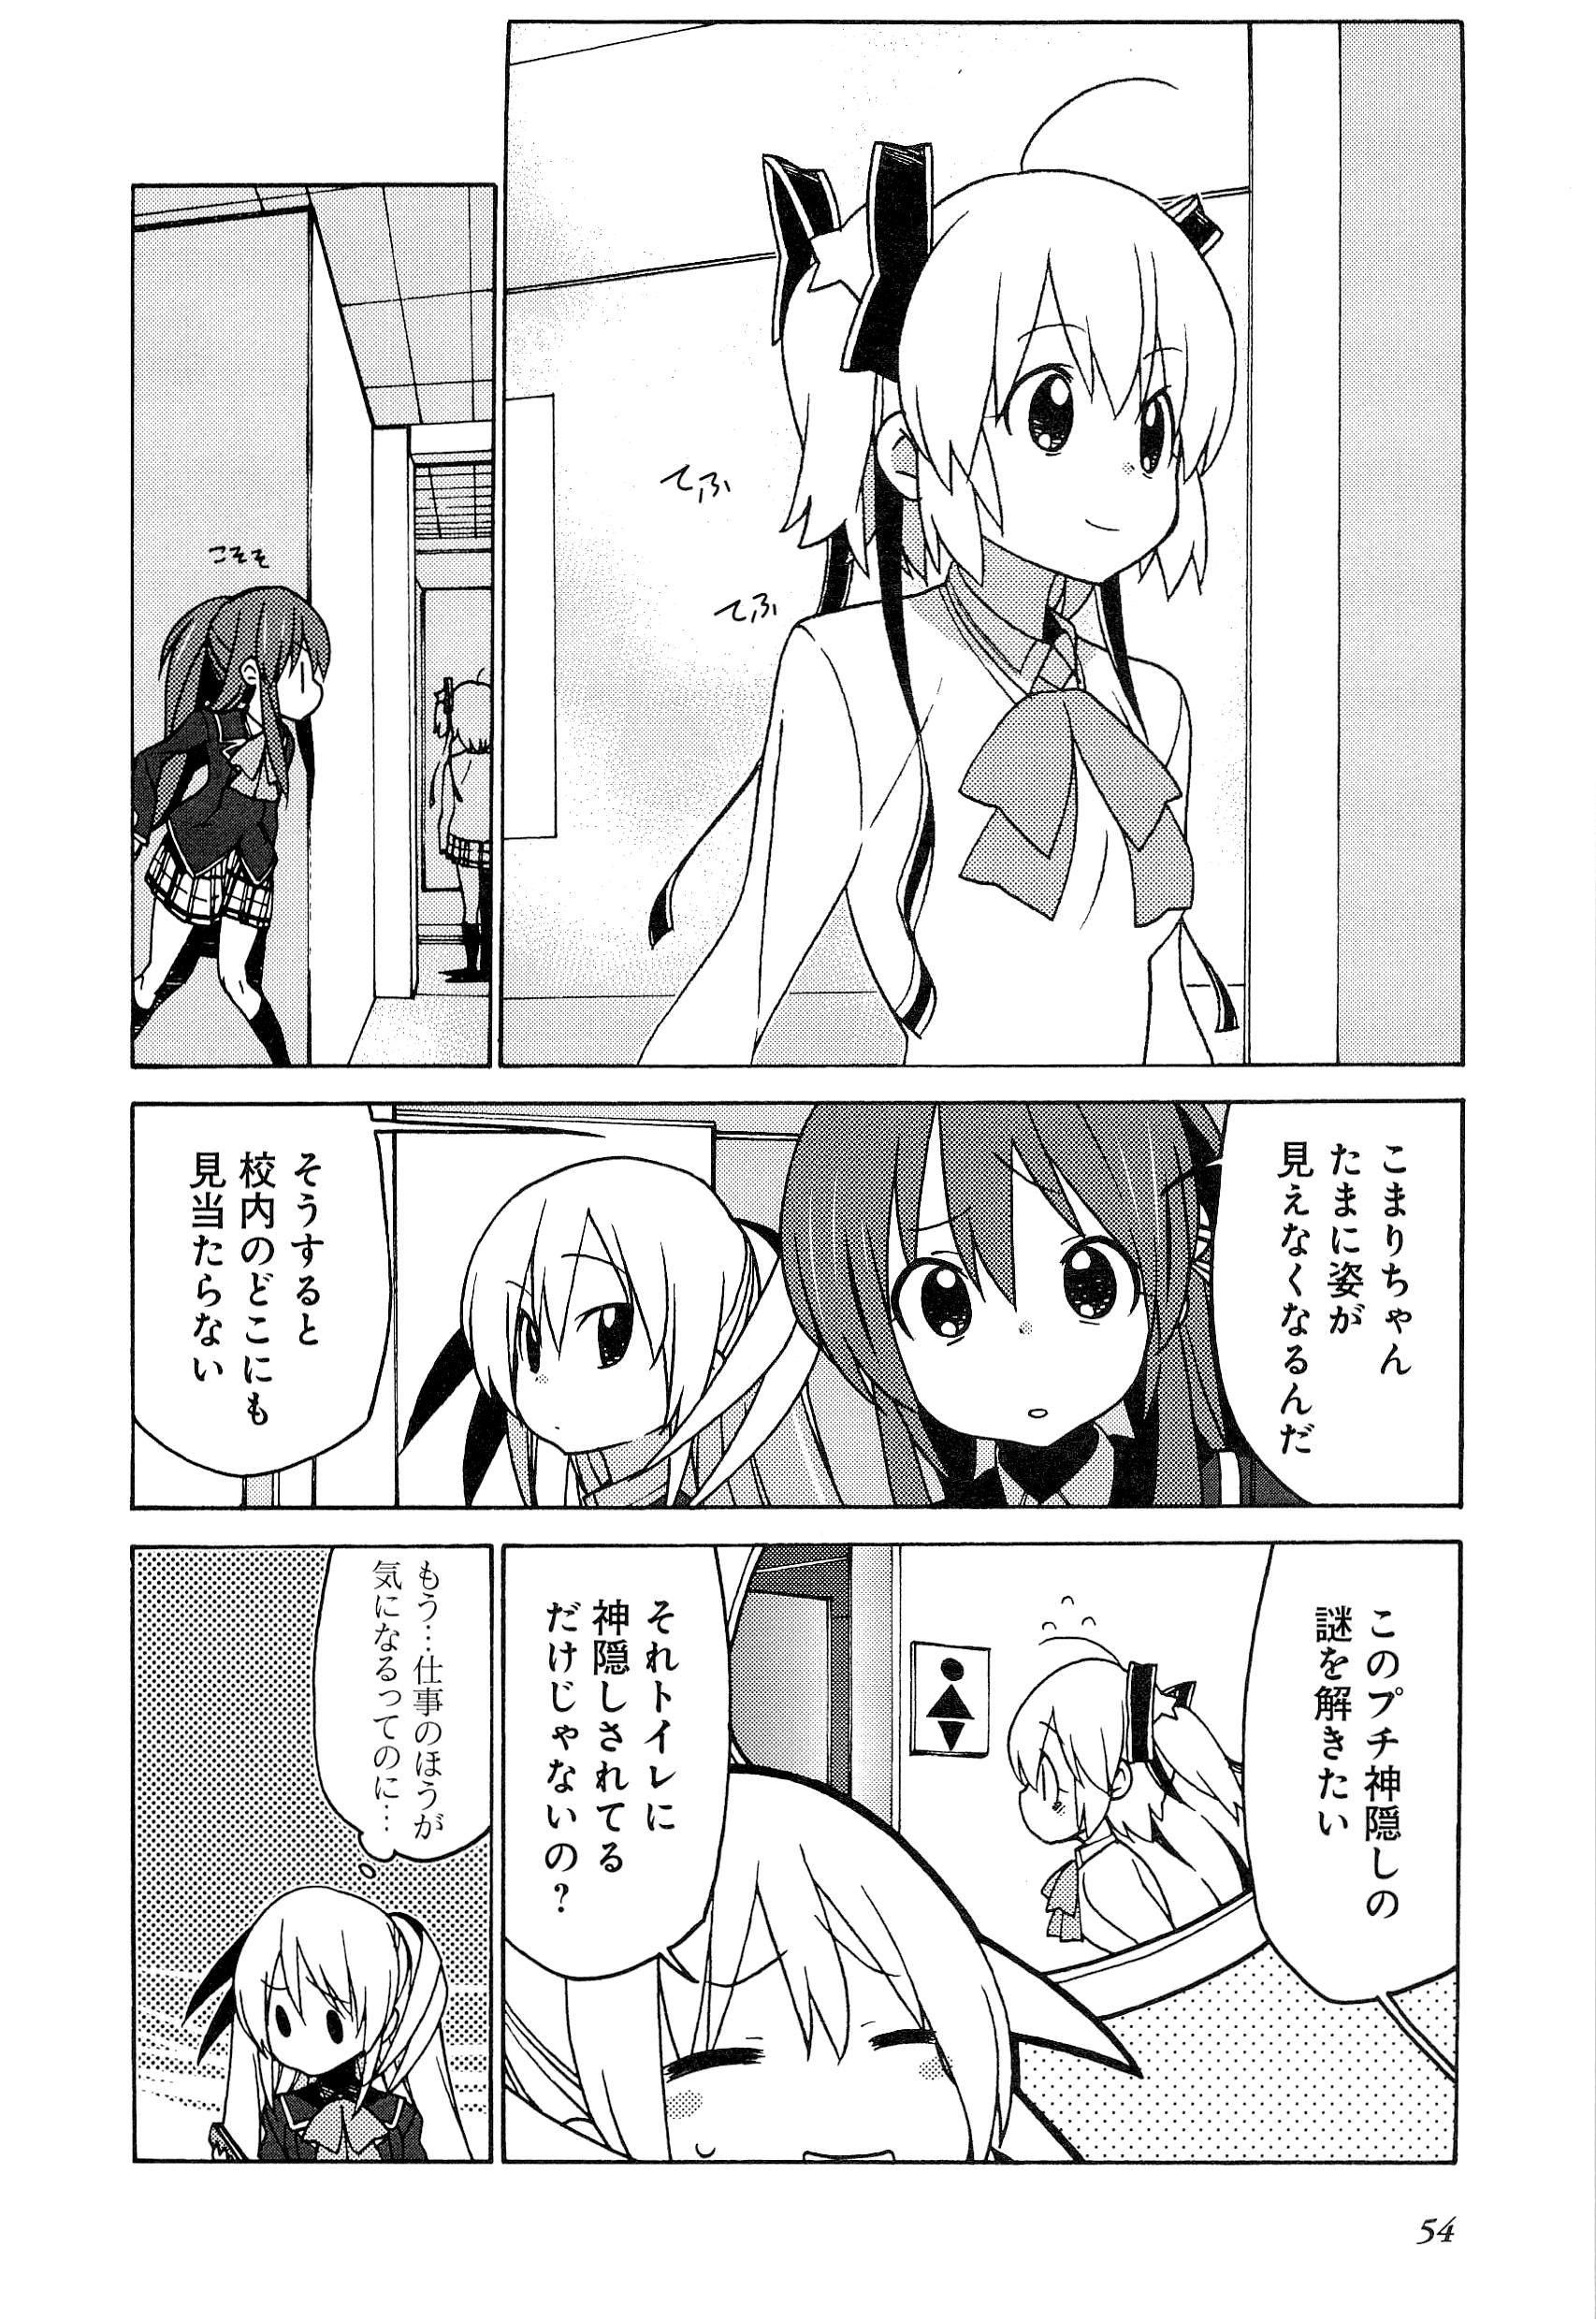 てふ
てふ
こそそ
こまりちゃん
たまに姿が
見えなくなるんだ
そうすると
校内のどこにも
見当たらない
このプチ神隠しの
謎を解きたい
それトイレに
神隠しされてる
だけじゃないの?
もう…仕事のほうが
気になるってのに…
54